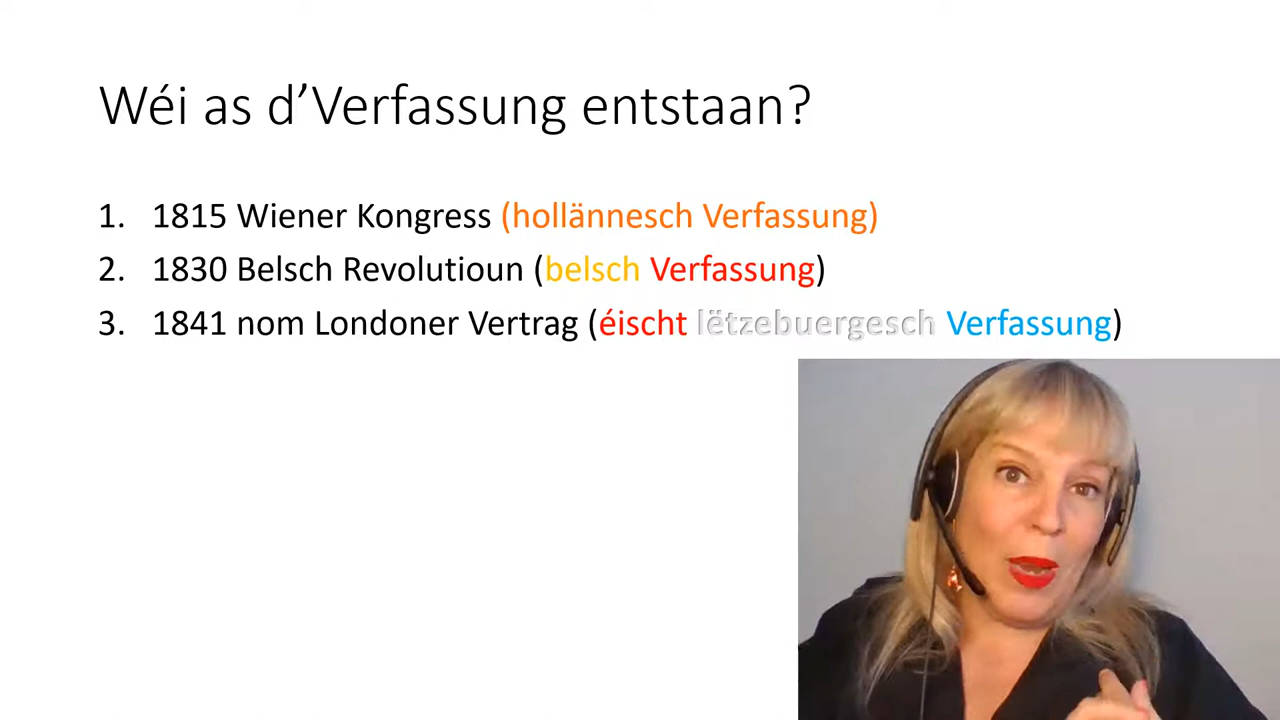 Wéi as d’Verfassung entstaan?
1. 1815 Wiener Kongress (hollännesch Verfassung)
2. 1830 Belsch Revolutioun (belsch Verfassung)
3. 1841 nom Londoner Vertrag (éischt lëtzebuergesch Verfassung)